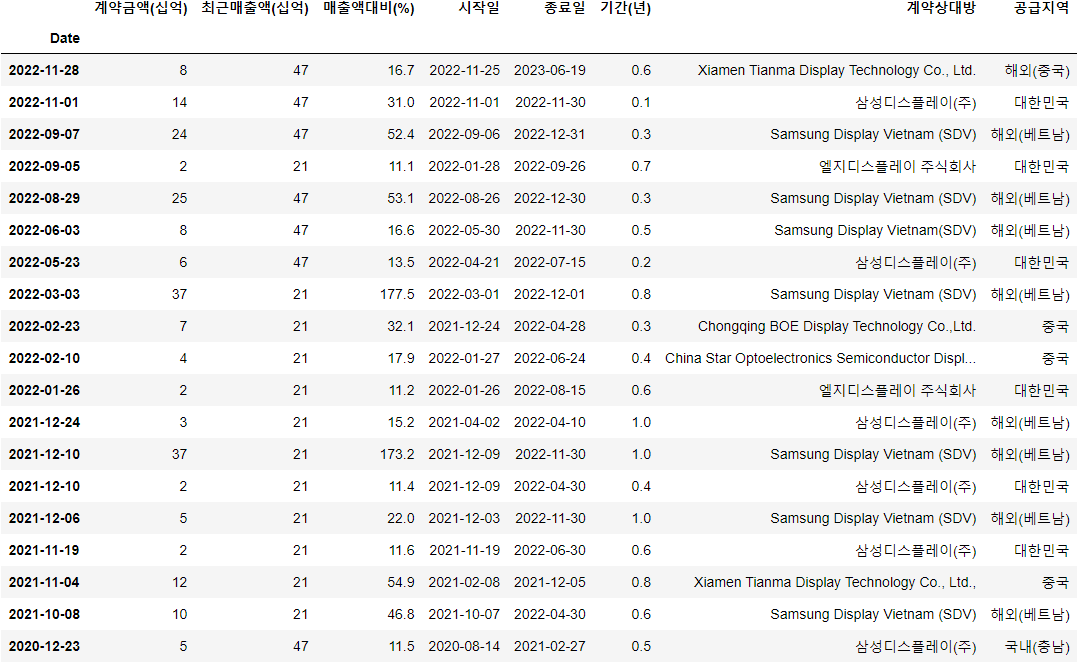 계약금액(십억) 최근매출액(십억) 매출액대비(%) 시작일 종료일 기간(년) 계약상대방 공급지역
Date
2022-11-28 8 47 16.7 2022-11-25 2023-06-19 0.6 Xiamen Tianma Display Technology Co., Ltd. 해외(중국)
2022-11-01 14 47 31.0 2022-11-01 2022-11-30 0.1 삼성디스플레이(주) 대한민국
2022-09-07 24 47 52.4 2022-09-06 2022-12-31 0.3 Samsung Display Vietnam (SDV) 해외(베트남)
2022-09-05 2 21 11.1 2022-01-28 2022-09-26 0.7 엘지디스플레이 주식회사 대한민국
2022-08-29 25 47 53.1 2022-08-26 2022-12-30 0.3 Samsung Display Vietnam (SDV) 해외(베트남)
2022-06-03 8 47 16.6 2022-05-30 2022-11-30 0.5 Samsung Display Vietnam(SDV) 해외(베트남)
2022-05-23 6 47 13.5 2022-04-21 2022-07-15 0.2 삼성디스플레이(주) 대한민국
2022-03-03 37 21 177.5 2022-03-01 2022-12-01 0.8 Samsung Display Vietnam (SDV) 해외(베트남)
2022-02-23 7 21 32.1 2021-12-24 2022-04-28 0.3 Chongqing BOE Display Technology Co.,Ltd. 중국
2022-02-10 4 21 17.9 2022-01-27 2022-06-24 0.4 China Star Optoelectronics Semiconductor Displ... 중국
2022-01-26 2 21 11.2 2022-01-26 2022-08-15 0.6 엘지디스플레이 주식회사 대한민국
2021-12-24 3 21 15.2 2021-04-02 2022-04-10 1.0 삼성디스플레이(주) 해외(베트남)
2021-12-10 37 21 173.2 2021-12-09 2022-11-30 1.0 Samsung Display Vietnam (SDV) 해외(베트남)
2021-12-10 2 21 11.4 2021-12-09 2022-04-30 0.4 삼성디스플레이(주) 대한민국
2021-12-06 5 21 22.0 2021-12-03 2022-11-30 1.0 Samsung Display Vietnam (SDV) 해외(베트남)
2021-11-19 2 21 11.6 2021-11-19 2022-06-30 0.6 삼성디스플레이(주) 대한민국
2021-11-04 12 21 54.9 2021-02-08 2021-12-05 0.8 Xiamen Tianma Display Technology Co., Ltd., 중국
2021-10-08 10 21 46.8 2021-10-07 2022-04-30 0.6 Samsung Display Vietnam (SDV) 해외(베트남)
2020-12-23 5 47 11.5 2020-08-14 2021-02-27 0.5 삼성디스플레이(주) 국내(충남)